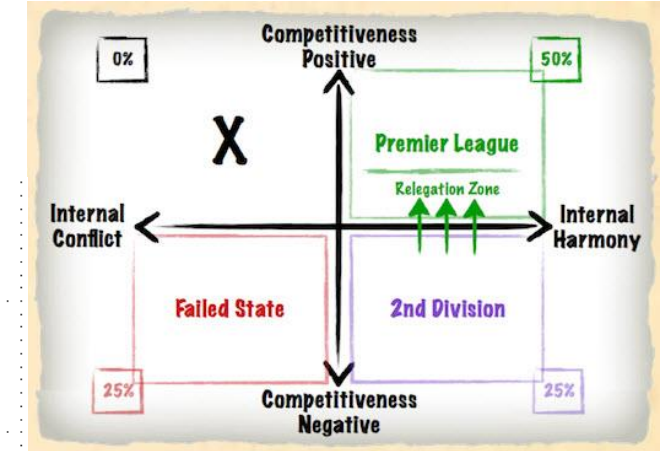 Competitiveness
Positive
0%
50%
X
Premier League
Relegation Zone
Internal
Conflict
Internal
Harmony
Failed State
2nd Division
25%
25%
Competitiveness
Negative